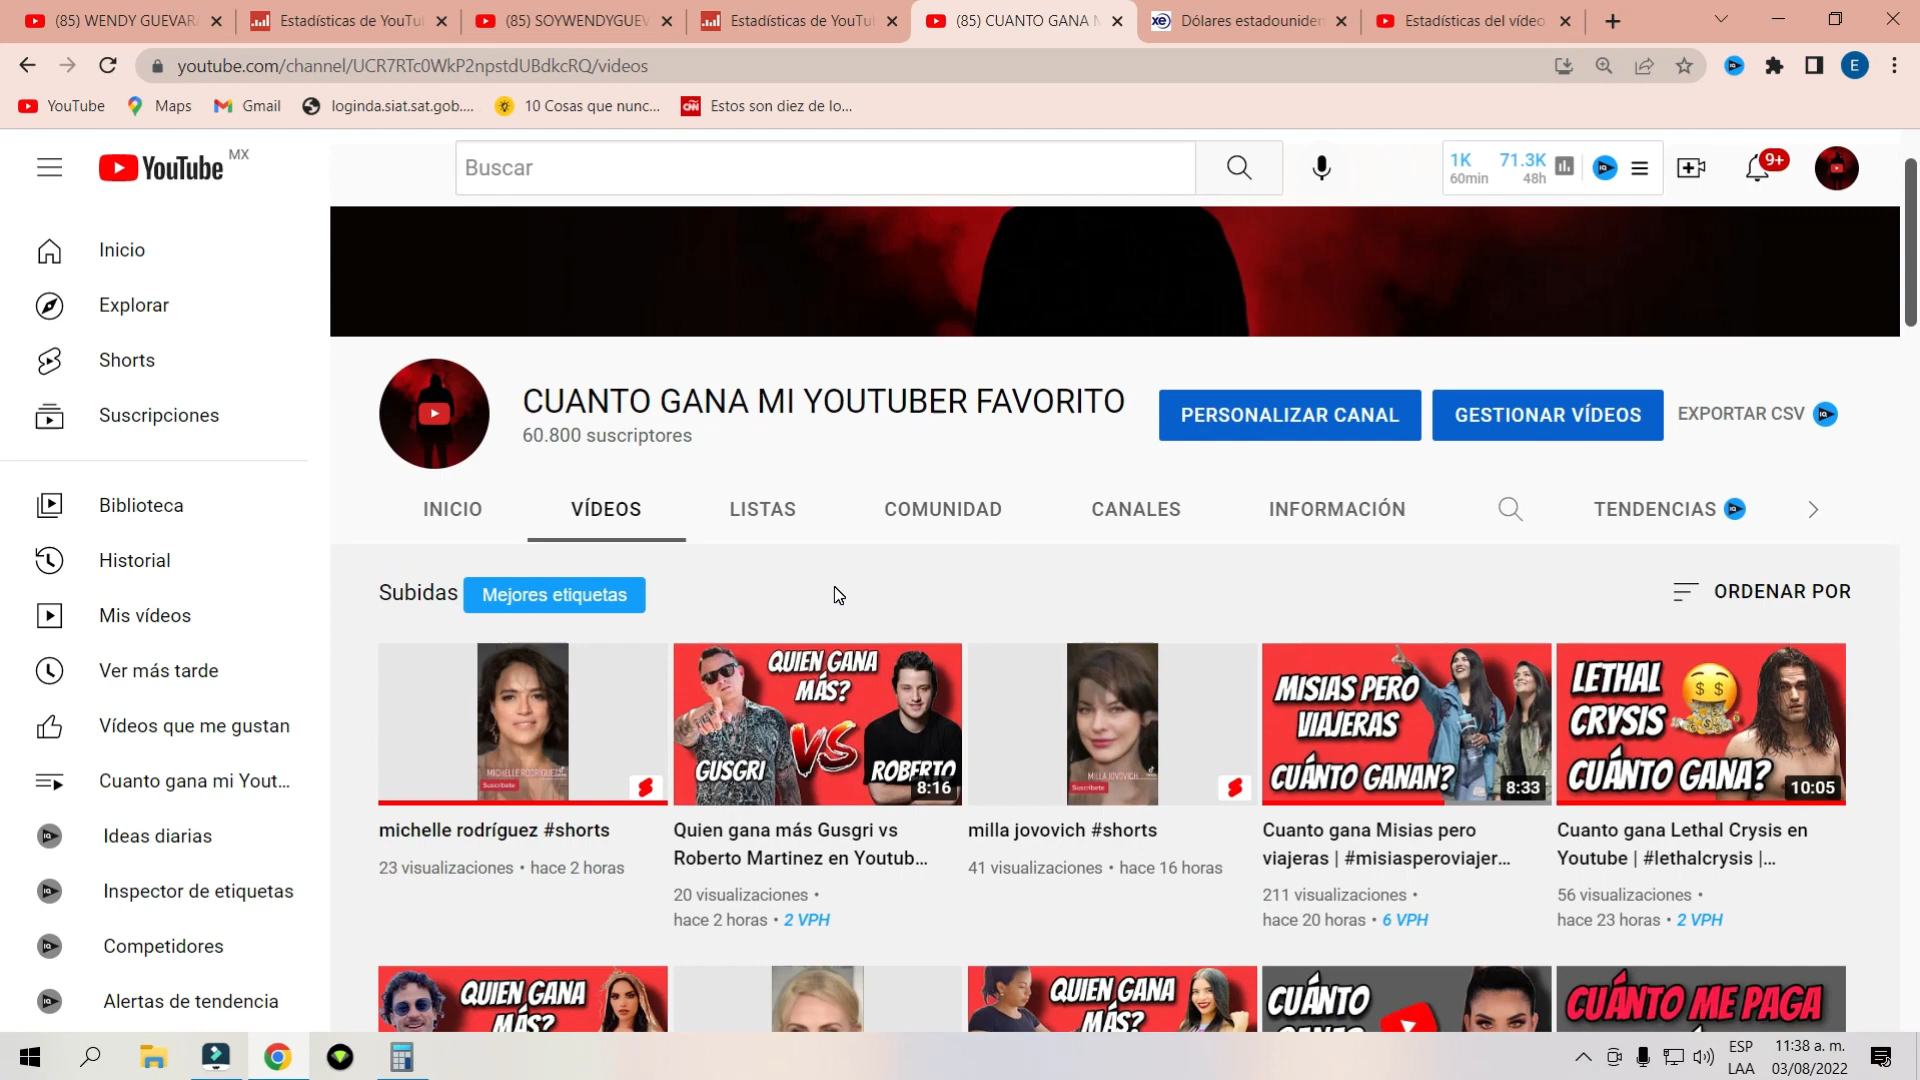 (85) WENDY GUEVAR
Estadísticas de YouTu
(85) SOYWENDYGUEV
Estadísticas de YouTu
(85) CUANTO GANA M
Dólares estadouniden
Estadísticas del vídeo
youtube.com/channel/UCR7RTc0WkP2npstdUBdkcRQ/videos
E
YouTube
Maps
Gmail
loginda.siat.sat.gob....
10 Cosas que nunc...
Estos son diez de lo...
YouTube MX
Buscar
1K 60min
71.3K 48h
9+
Inicio
Explorar
Shorts
Suscripciones
Biblioteca
Historial
Mis vídeos
Ver más tarde
Vídeos que me gustan
Cuanto gana mi Yout...
Ideas diarias
Inspector de etiquetas
Competidores
Alertas de tendencia
CUANTO GANA MI YOUTUBER FAVORITO
60.800 suscriptores
PERSONALIZAR CANAL
GESTIONAR VÍDEOS
EXPORTAR CSV
INICIO
VÍDEOS
LISTAS
COMUNIDAD
CANALES
INFORMACIÓN
TENDENCIAS
Subidas
Mejores etiquetas
ORDENAR POR
MICHELLE RODRIGUEZ
Suscribete
michelle rodríguez #shorts
23 visualizaciones • hace 2 horas
QUIEN GANA
MÁS?
VS
GUSGRI
ROBERTO
8:16
Quien gana más Gusgri vs
Roberto Martinez en Youtub...
20 visualizaciones •
hace 2 horas • 2 VPH
MILLA JOVOVICH
Suscribete
milla jovovich #shorts
41 visualizaciones • hace 16 horas
MISIAS PERO
VIAJERAS
CUÁNTO GANAN?
8:33
Cuanto gana Misias pero
viajeras | #misiasperoviajer...
211 visualizaciones •
hace 20 horas • 6 VPH
LETHAL
CRYSIS
CUÁNTO GANA?
10:05
Cuanto gana Lethal Crysis en
Youtube | #lethalcrysis |...
56 visualizaciones •
hace 23 horas • 2 VPH
QUIEN GANA
MÁS?
QUIEN GANA
MÁS?
CUÁNTO
CUÁNTO ME PAGA
ESP
LAA
11:38 a. m.
03/08/2022